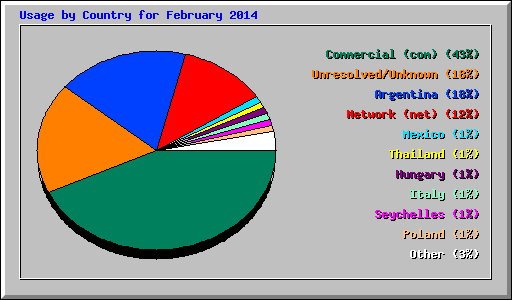 Usage by Country for February 2014
Commercial (com) (43%)
Unresolved/Unknown (18%)
Argentina (18%)
Network (net) (12%)
Mexico (1%)
Thailand (1%)
Hungary (1%)
Italy (1%)
Seychelles (1%)
Poland (1%)
Other (3%)